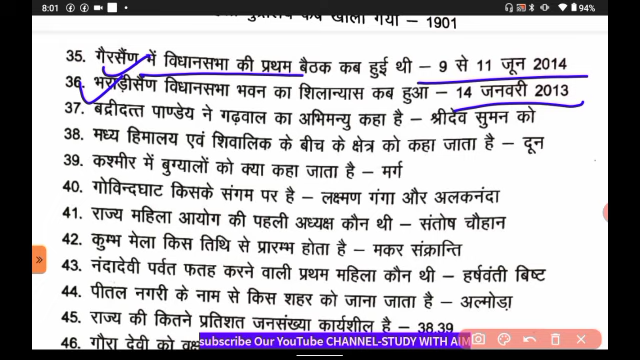 8:01
94%
खोला गया – 1901
35. गैरसैंण में विधानसभा की प्रथम बैठक कब हुई थी – 9 से 11 जून 2014
36. भराड़ीसैंण विधानसभा भवन का शिलान्यास कब हुआ – 14 जनवरी 2013
37. बद्रीदत्त पाण्डेय ने गढ़वाल का अभिमन्यु कहा है – श्रीदेव सुमन को
38. मध्य हिमालय एवं शिवालिक के बीच के क्षेत्र को कहा जाता है – दून
39. कश्मीर में बुग्यालों को क्या कहा जाता है – मर्ग
40. गोविन्दघाट किसके संगम पर है – लक्ष्मण गंगा और अलकनंदा
41. राज्य महिला आयोग की पहली अध्यक्ष कौन थी – संतोष चौहान
42. कुम्भ मेला किस तिथि से प्रारम्भ होता है – मकर संक्रान्ति
43. नंदादेवी पर्वत फतह करने वाली प्रथम महिला कौन थी – हर्षवंती बिष्ट
44. पीतल नगरी के नाम से किस शहर को जाना जाता है – अल्मोड़ा
45. राज्य की कितने प्रतिशत जनसंख्या कार्यशील है – 38.39
46. गौरा देवी को वृक्ष
subscribe Our YouTube CHANNEL-STUDY WITH AIM